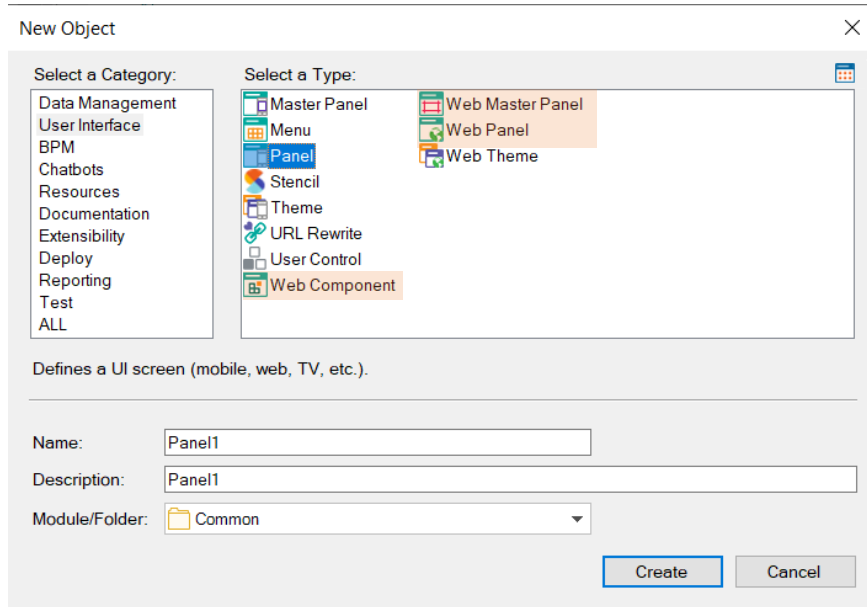 New Object
Select a Category:
Data Management
User Interface
BPM
Chatbots
Resources
Documentation
Extensibility
Deploy
Reporting
Test
ALL
Select a Type:
Master Panel
Menu
Panel
Stencil
Theme
URL Rewrite
User Control
Web Component
Web Master Panel
Web Panel
Web Theme
Defines a UI screen (mobile, web, TV, etc.).
Name: Panel1
Description: Panel1
Module/Folder: Common
Create Cancel